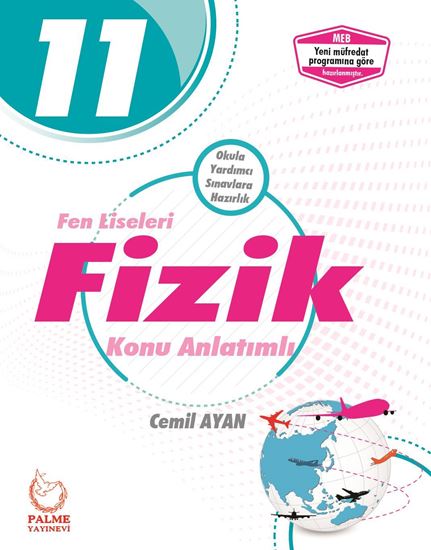 11
MEB
Yeni müfredat
programına göre
hazırlanmıştır.
Okula
Yardımcı
Sınavlara
Hazırlık
Fen Liseleri
Fizik
Konu Anlatımlı
Cemil AYAN
PALME
YAYINEVİ